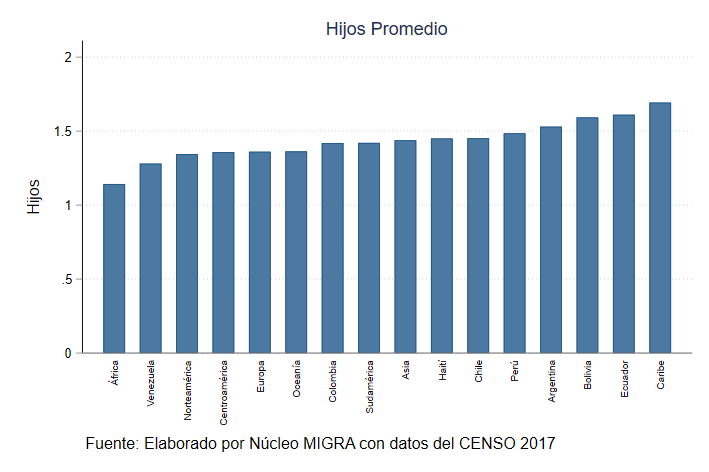 Hijos Promedio
2
1.5
1
.5
0
Hijos
África
Venezuela
Norteamérica
Centroamérica
Europa
Oceanía
Colombia
Sudamérica
Asia
Haití
Chile
Perú
Argentina
Bolivia
Ecuador
Caribe
Fuente: Elaborado por Núcleo MIGRA con datos del CENSO 2017